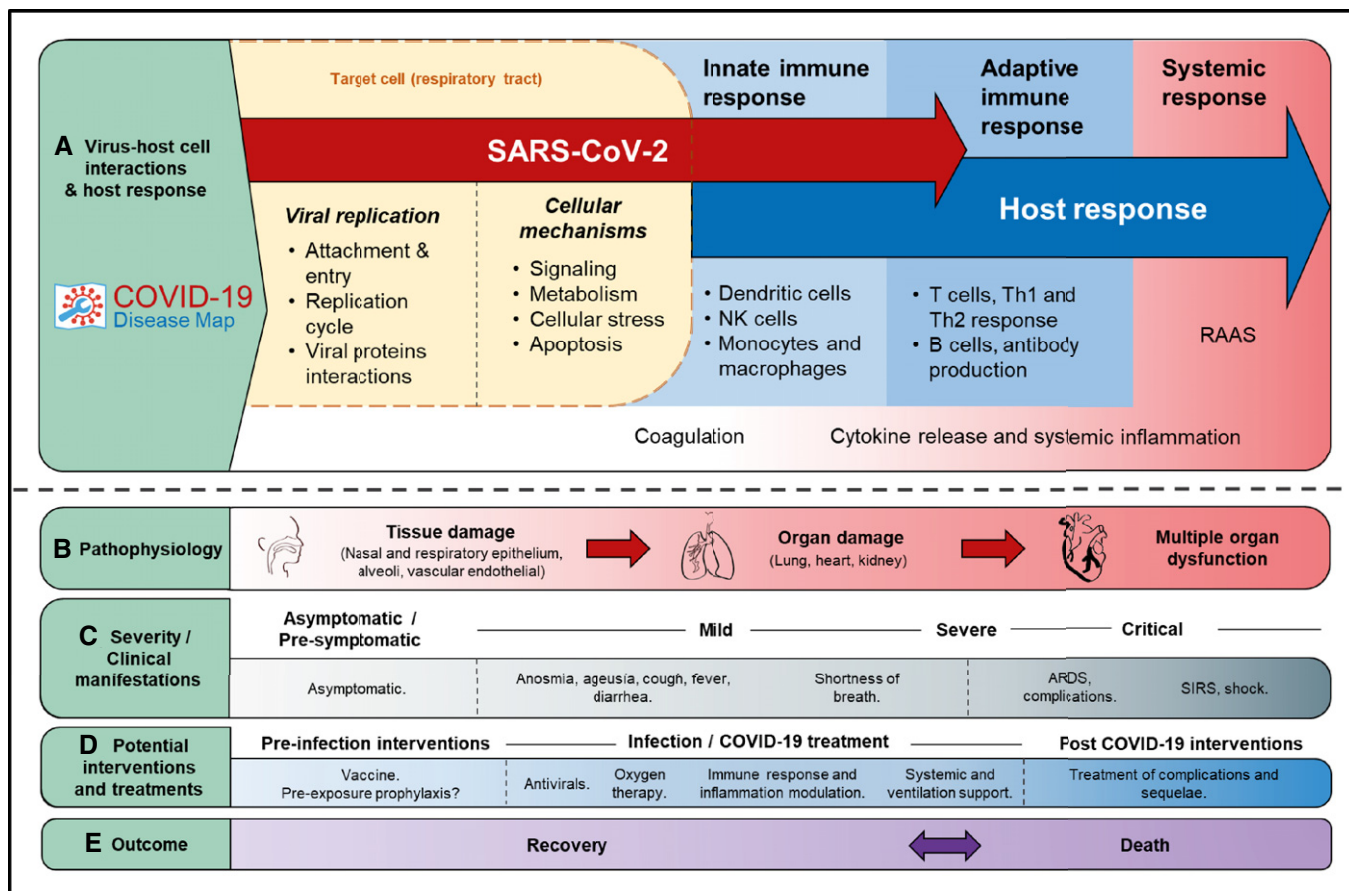 Target cell (respiratory tract)
Innate immune
response
Adaptive
immune
response
Systemic
response
A Virus-host cell
interactions
& host response
SARS-CoV-2
Host response
COVID-19
Disease Map
Viral replication
• Attachment &
entry
• Replication
cycle
• Viral proteins
interactions
Cellular
mechanisms
• Signaling
• Metabolism
• Cellular stress
• Apoptosis
• Dendritic cells
• NK cells
• Monocytes and
macrophages
• T cells, Th1 and
Th2 response
• B cells, antibody
production
RAAS
Coagulation
Cytokine release and systemic inflammation
B Pathophysiology
Tissue damage
(Nasal and respiratory epithelium,
alveoli, vascular endothelial)
Organ damage
(Lung, heart, kidney)
Multiple organ
dysfunction
C Severity /
Clinical
manifestations
Asymptomatic /
Pre-symptomatic
Mild
Severe
Critical
Asymptomatic.
Anosmia, ageusia, cough, fever,
diarrhea.
Shortness of
breath.
ARDS,
complications.
SIRS, shock.
D Potential
interventions
and treatments
Pre-infection interventions
Infection / COVID-19 treatment
Post COVID-19 interventions
Vaccine.
Pre-exposure prophylaxis?
Antivirals.
Oxygen
therapy.
Immune response and
inflammation modulation.
Systemic and
ventilation support.
Treatment of complications and
sequelae.
E Outcome
Recovery
Death